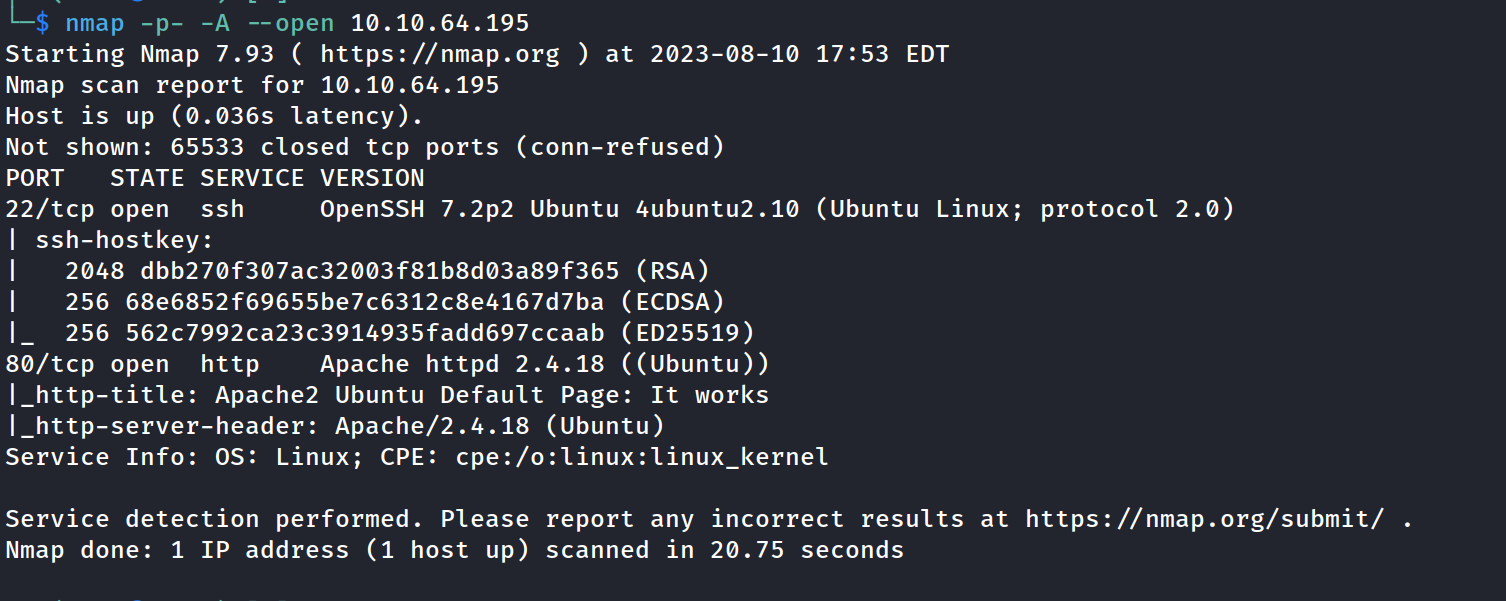 └─$ nmap -p- -A --open 10.10.64.195
Starting Nmap 7.93 ( https://nmap.org ) at 2023-08-10 17:53 EDT
Nmap scan report for 10.10.64.195
Host is up (0.036s latency).
Not shown: 65533 closed tcp ports (conn-refused)
PORT   STATE SERVICE VERSION
22/tcp open  ssh     OpenSSH 7.2p2 Ubuntu 4ubuntu2.10 (Ubuntu Linux; protocol 2.0)
| ssh-hostkey:
|   2048 dbb270f307ac32003f81b8d03a89f365 (RSA)
|   256 68e6852f69655be7c6312c8e4167d7ba (ECDSA)
|_  256 562c7992ca23c3914935fadd697ccaab (ED25519)
80/tcp open  http    Apache httpd 2.4.18 ((Ubuntu))
|_http-title: Apache2 Ubuntu Default Page: It works
|_http-server-header: Apache/2.4.18 (Ubuntu)
Service Info: OS: Linux; CPE: cpe:/o:linux:linux_kernel
Service detection performed. Please report any incorrect results at https://nmap.org/submit/ .
Nmap done: 1 IP address (1 host up) scanned in 20.75 seconds